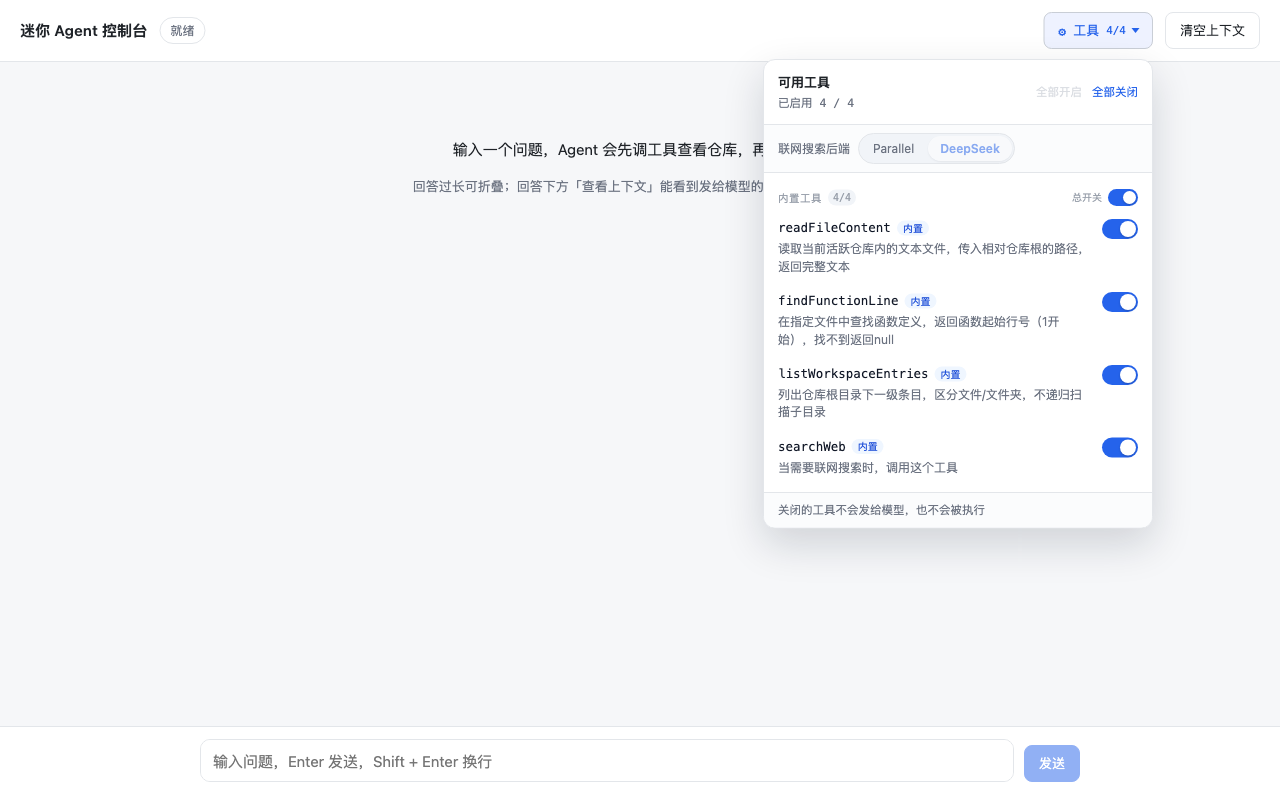 迷你 Agent 控制台
就绪
工具 4/4
清空上下文
输入一个问题，Agent 会先调工具查看仓库，再
回答过长可折叠；回答下方「查看上下文」能看到发给模型的
可用工具
已启用 4 / 4
全部开启 全部关闭
联网搜索后端 Parallel DeepSeek
内置工具 4/4 总开关
readFileContent 内置
读取当前活跃仓库内的文本文件，传入相对仓库根的路径，
返回完整文本
findFunctionLine 内置
在指定文件中查找函数定义，返回函数起始行号（1开
始），找不到返回null
listWorkspaceEntries 内置
列出仓库根目录下一级条目，区分文件/文件夹，不递归扫
描子目录
searchWeb 内置
当需要联网搜索时，调用这个工具
关闭的工具不会发给模型，也不会被执行
输入问题，Enter 发送，Shift + Enter 换行
发送